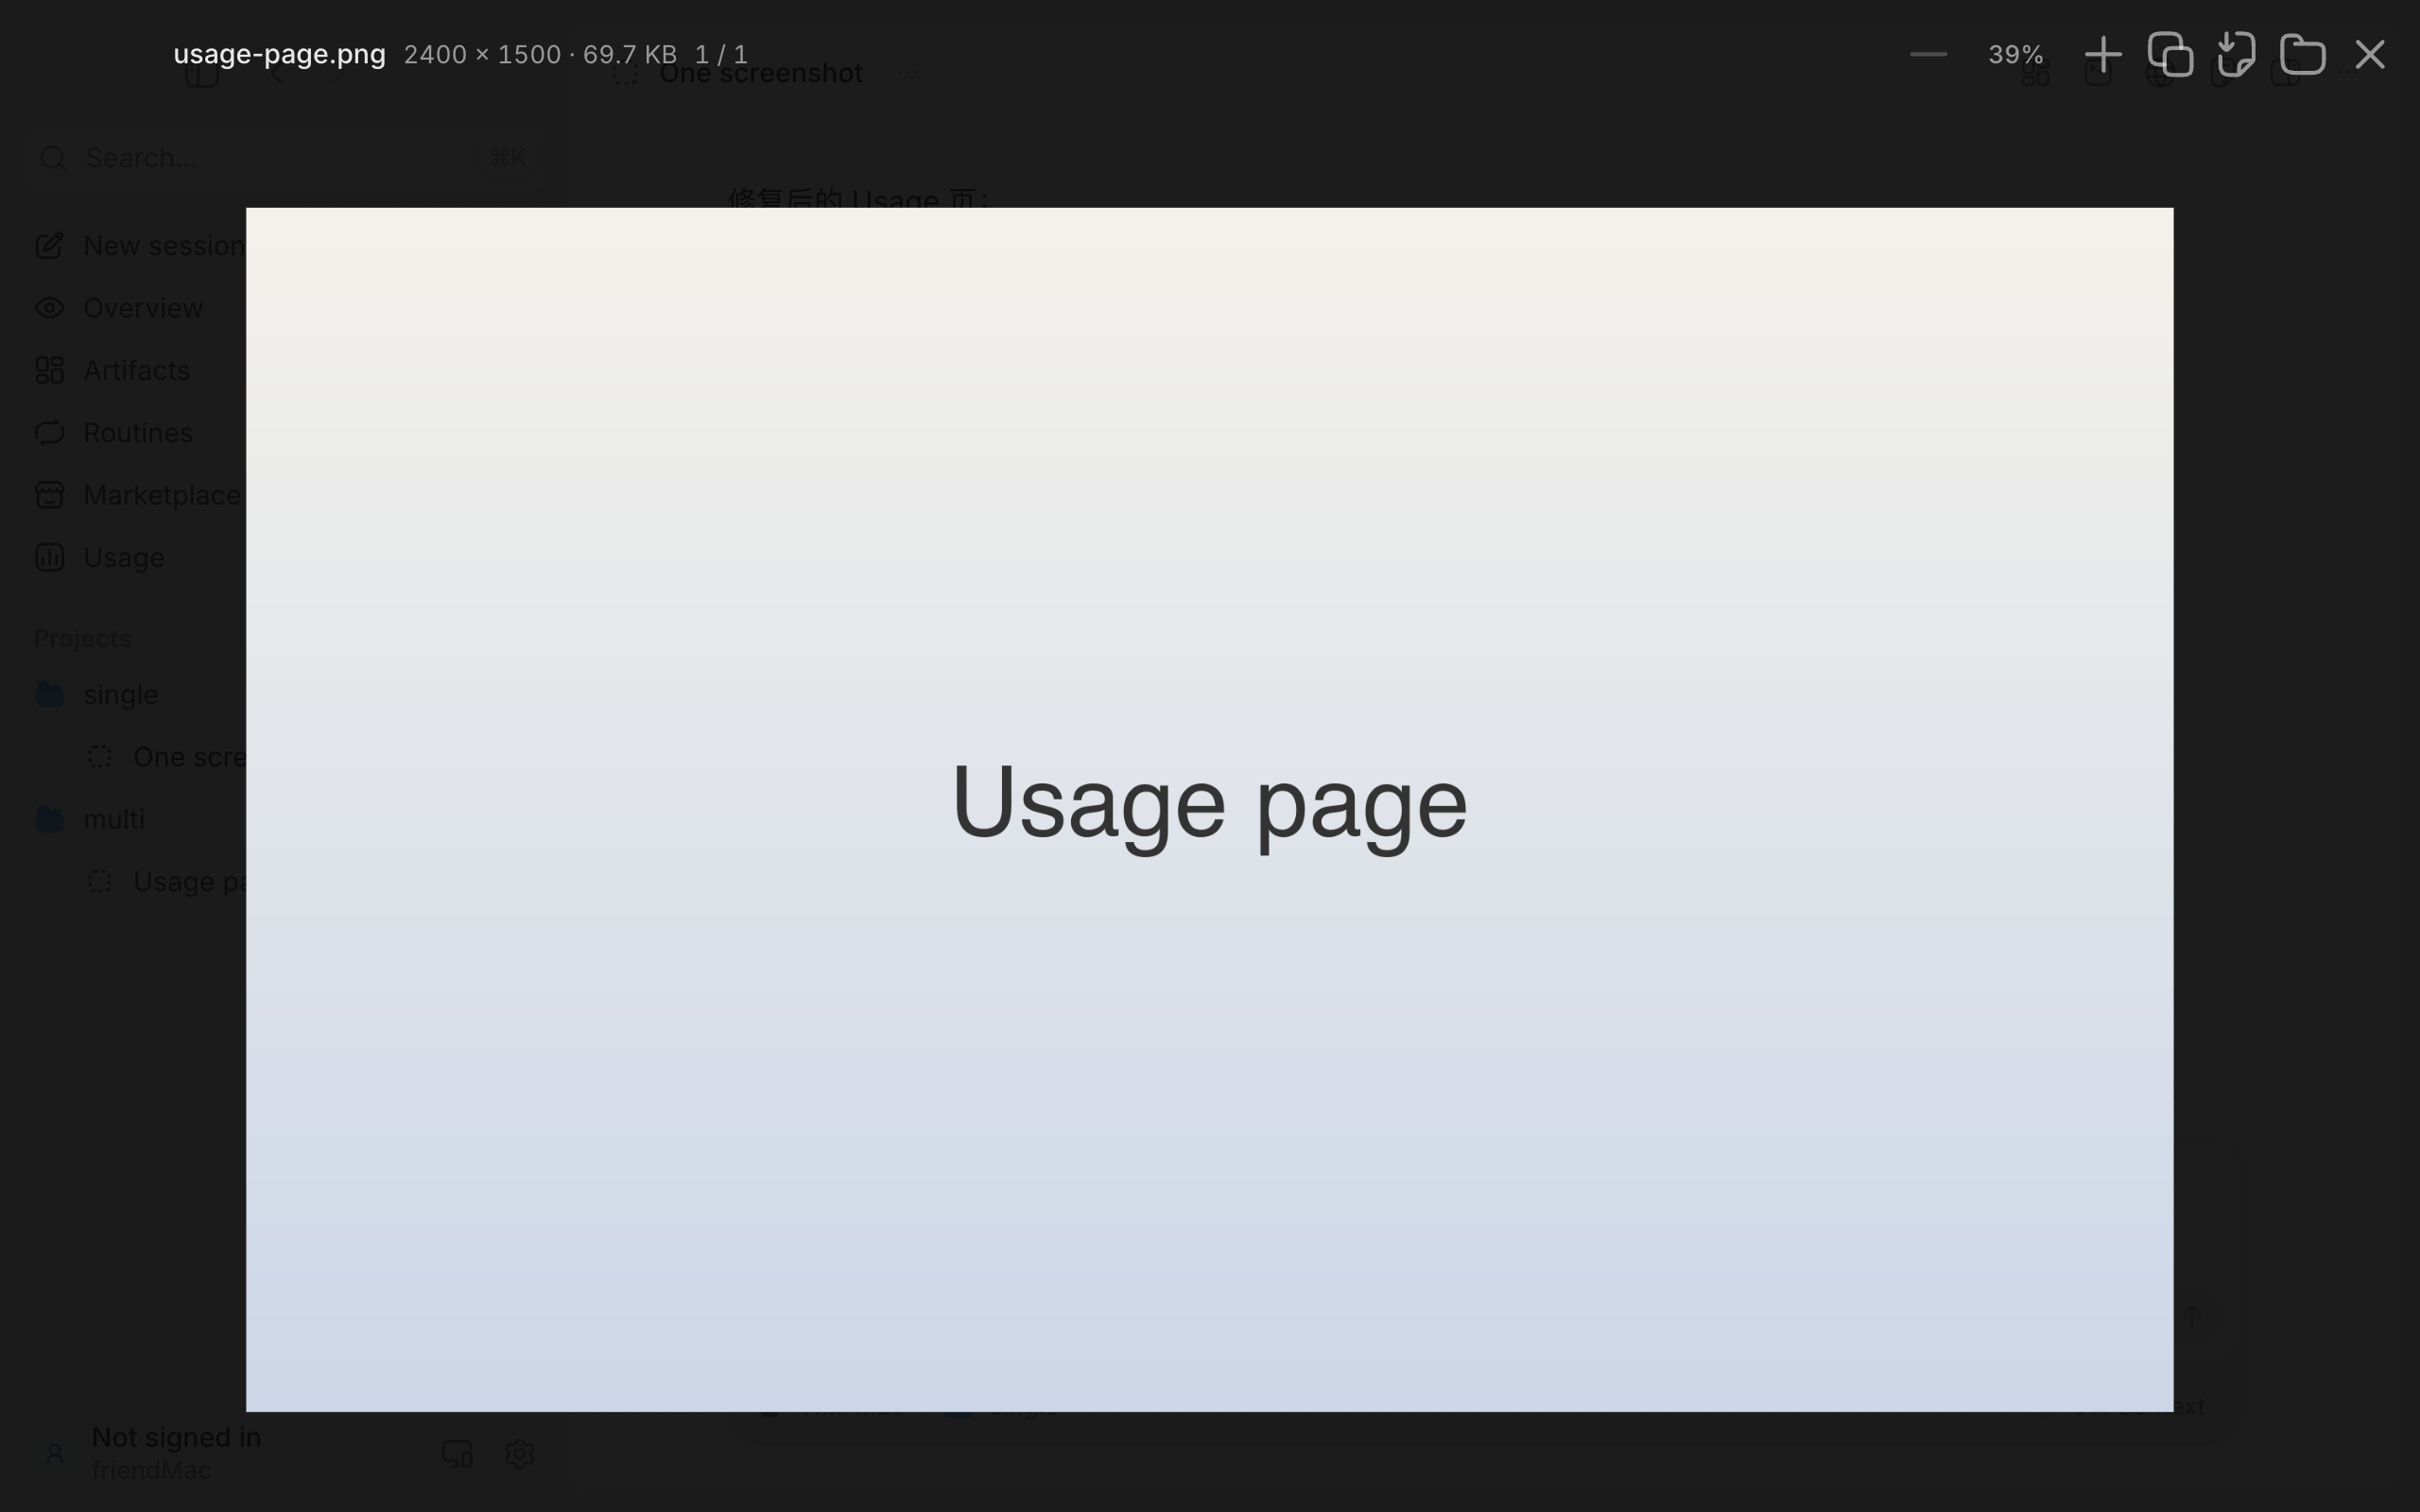 usage-page.png 2400 × 1500 · 69.7 KB 1 / 1
39%
One screenshot
Search... ⌘K
修复后的 Usage 页：
New session
Overview
Artifacts
Routines
Marketplace
Usage
Projects
single
One scre
multi
Usage pa
Usage page
Not signed in
friendMac